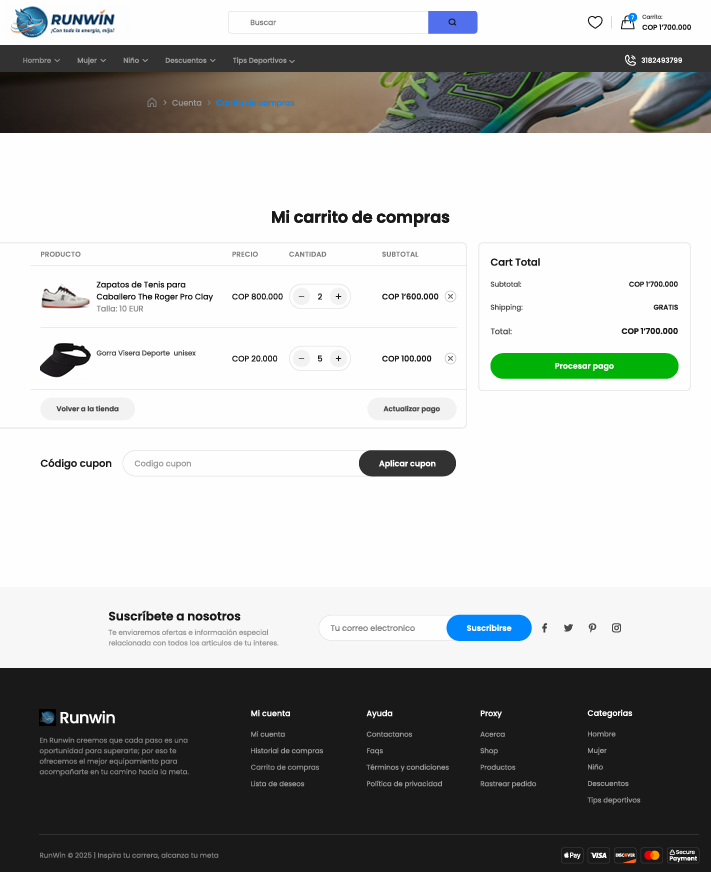 RUNWIN
¡Con toda la energía, mijo!
Buscar
7
Carrito:
COP 1'700.000
Hombre
Mujer
Niño
Descuentos
Tips Deportivos
3182493799
Cuenta
Mi carrito de compras
PRODUCTO PRECIO CANTIDAD SUBTOTAL
Zapatos de Tenis para
Caballero The Roger Pro Clay
Talla: 10 EUR
COP 800.000
2
COP 1'600.000
Gorra Visera Deporte unisex
COP 20.000
5
COP 100.000
Volver a la tienda
Actualizar pago
Cart Total
Subtotal: COP 1'700.000
Shipping: GRATIS
Total: COP 1'700.000
Procesar pago
Código cupon
Codigo cupon
Aplicar cupon
Suscríbete a nosotros
Te enviaremos ofertas e información especial
relacionada con todos los articulos de tu interes.
Tu correo electronico
Suscribirse
Runwin
En Runwin creemos que cada paso es una
oportunidad para superarte; por eso te
ofrecemos el mejor equipamiento para
acompañarte en tu camino hacia la meta.
Mi cuenta
Mi cuenta
Historial de compras
Carrito de compras
Lista de deseos
Ayuda
Contactanos
Faqs
Términos y condiciones
Política de privacidad
Proxy
Acerca
Shop
Productos
Rastrear pedido
Categorias
Hombre
Mujer
Niño
Descuentos
Tips deportivos
RunWin © 2025 | Inspira tu carrera, alcanza tu meta
Pay
VISA
DISCOVER
Secure
Payment